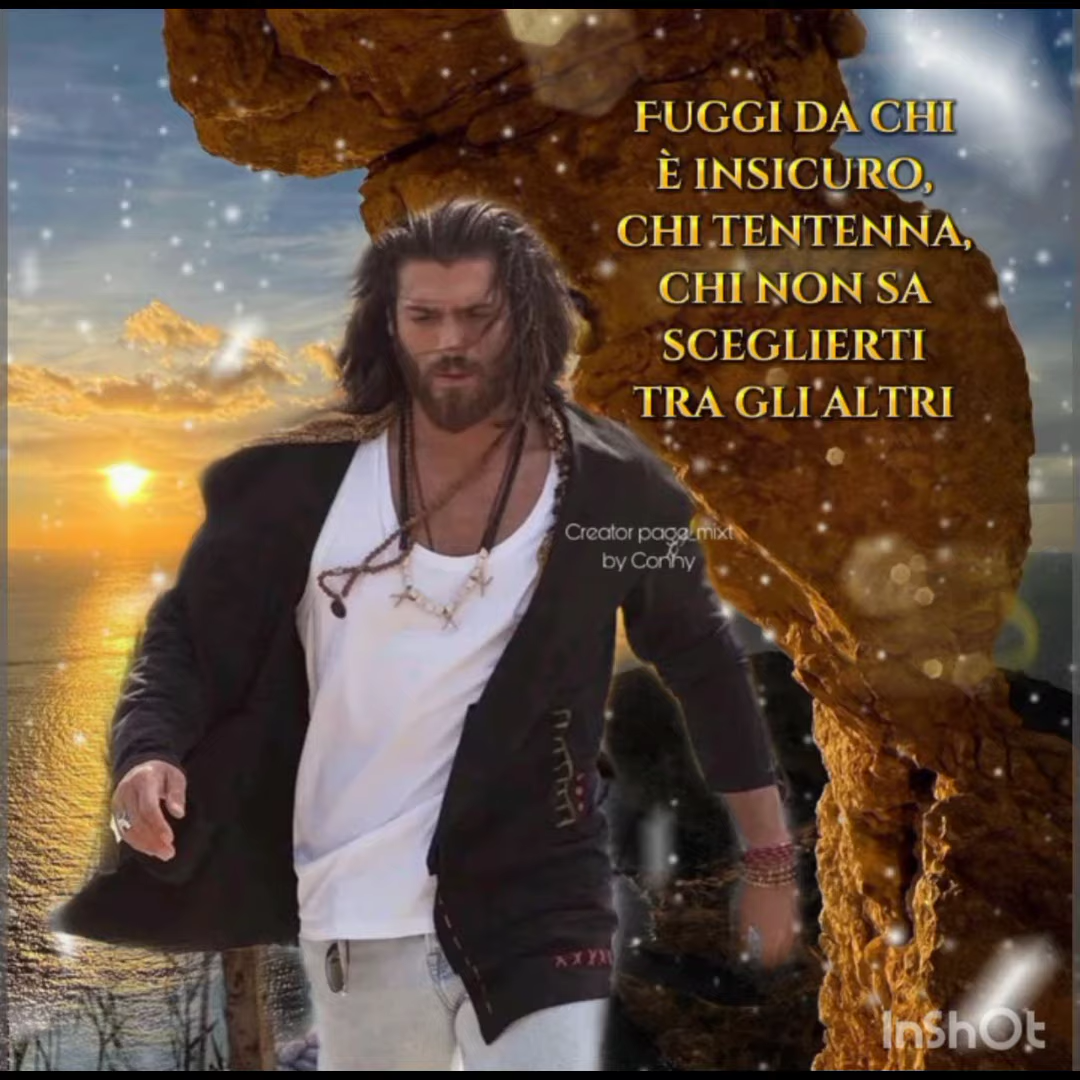 FUGGI DA CHI
È INSICURO,
CHI TENTENNA,
CHI NON SA
SCEGLIERTI
TRA GLI ALTRI
Creator page_mixt
by Conny
InShOt